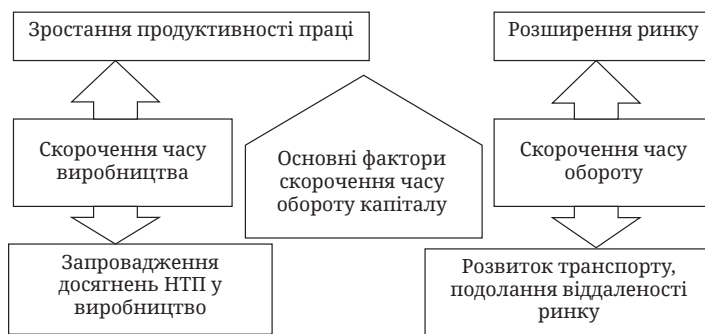 Зростання продуктивності праці
Розширення ринку
Скорочення часу
виробництва
Основні фактори
скорочення часу
обороту капіталу
Скорочення часу
обороту
Запровадження
досягнень НТП у
виробництво
Розвиток транспорту,
подолання віддаленості
ринку